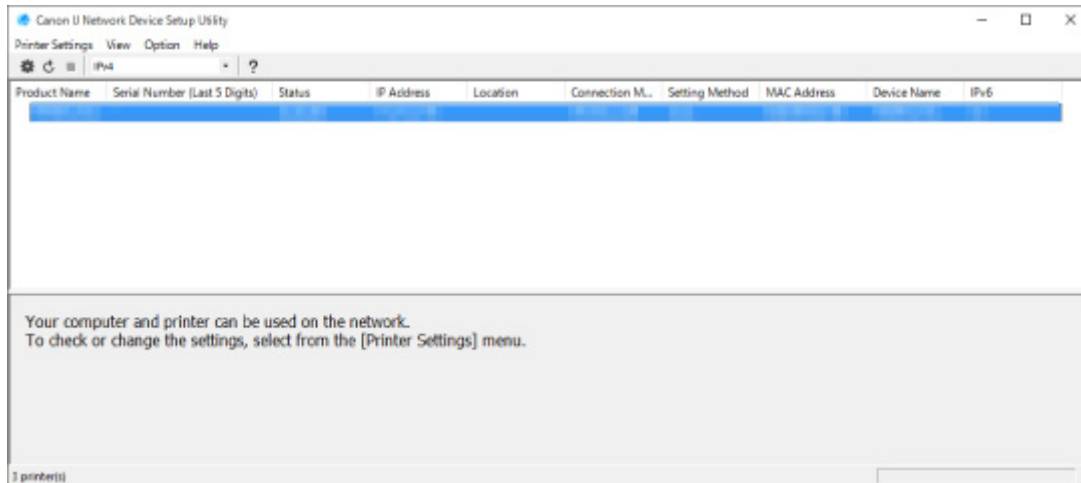 Canon IJ Network Device Setup Utility
Printer Settings View Option Help
IPv4 ?
Product Name Serial Number (Last 5 Digits) Status IP Address Location Connection M... Setting Method MAC Address Device Name IPv6
Your computer and printer can be used on the network.
To check or change the settings, select from the [Printer Settings] menu.
printer(s)